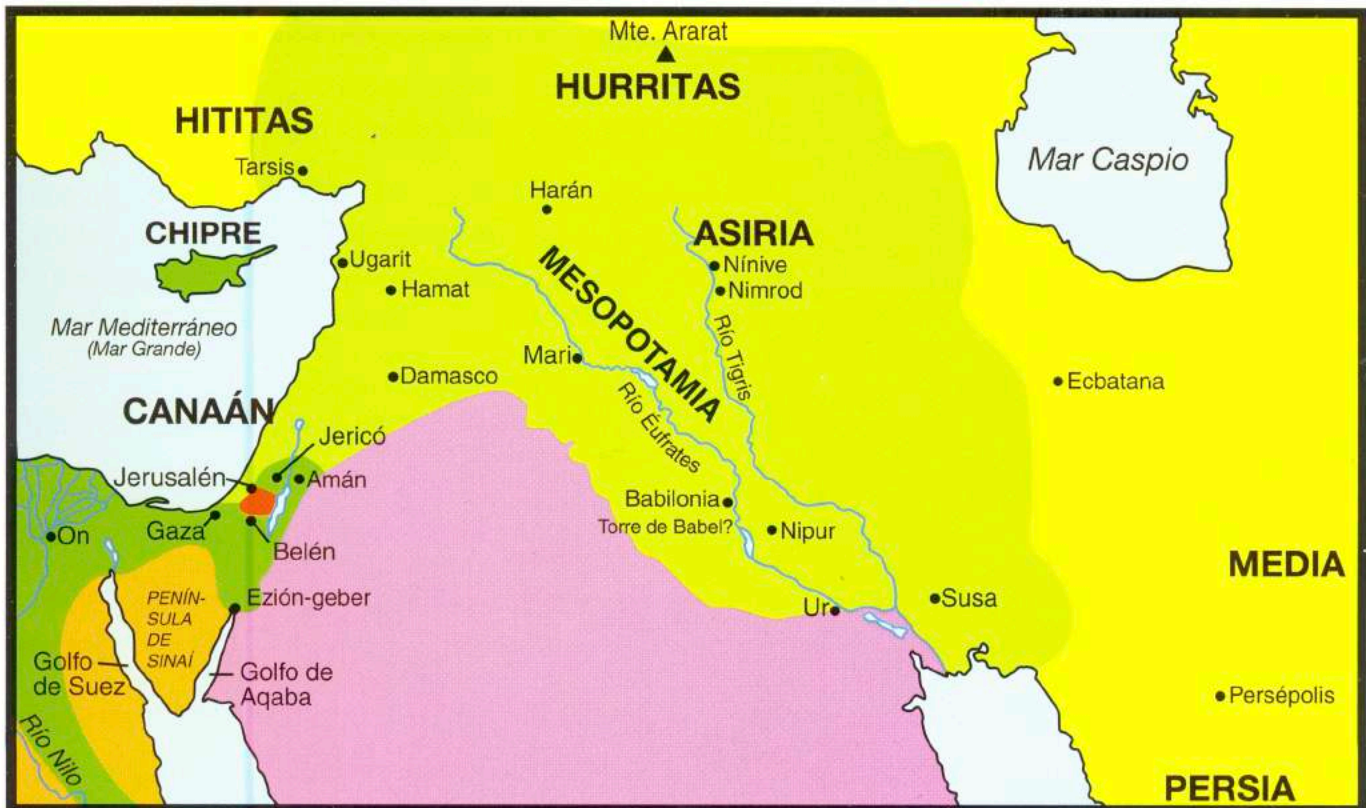 Mte. Ararat
HURRITAS
HITITAS
Tarsis
Mar Caspio
Harán
CHIPRE
ASIRIA
Ugarit
Nínive
Hamat
Nimrod
MESOPOTAMIA
Mar Mediterráneo
(Mar Grande)
Mari
Río Tigris
Damasco
Ecbatana
CANAÁN
Río Éufrates
Jericó
Jerusalén
Amán
Babilonia
Torre de Babel?
Nipur
Gaza
On
Belén
MEDIA
Ezión-geber
Ur
Susa
PENÍN-
SULA
DE
SINAÍ
Golfo
de Suez
Golfo de
Aqaba
Persépolis
Río Nilo
PERSIA